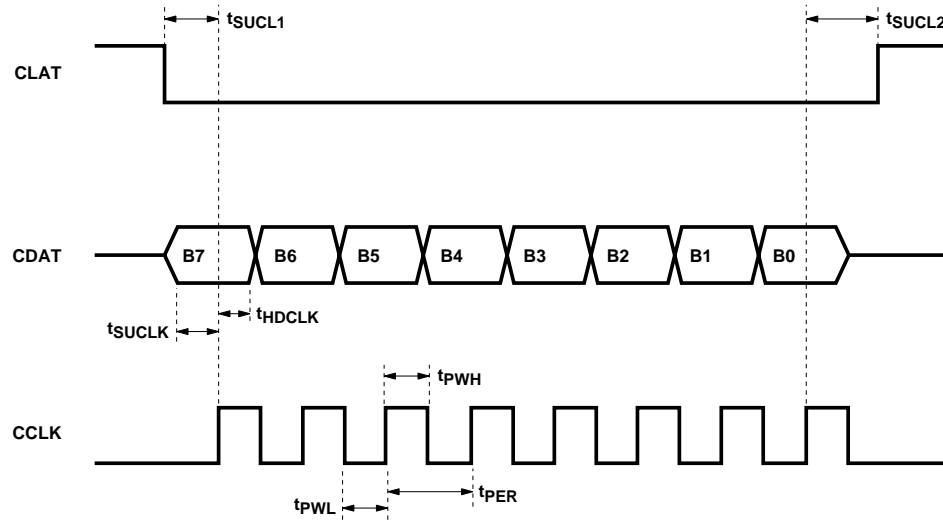 tSUCL1
tSUCL2
CLAT
CDAT
B7 B6 B5 B4 B3 B2 B1 B0
tSUCLK
tHDCLK
tPWH
CCLK
tPWL
tPER